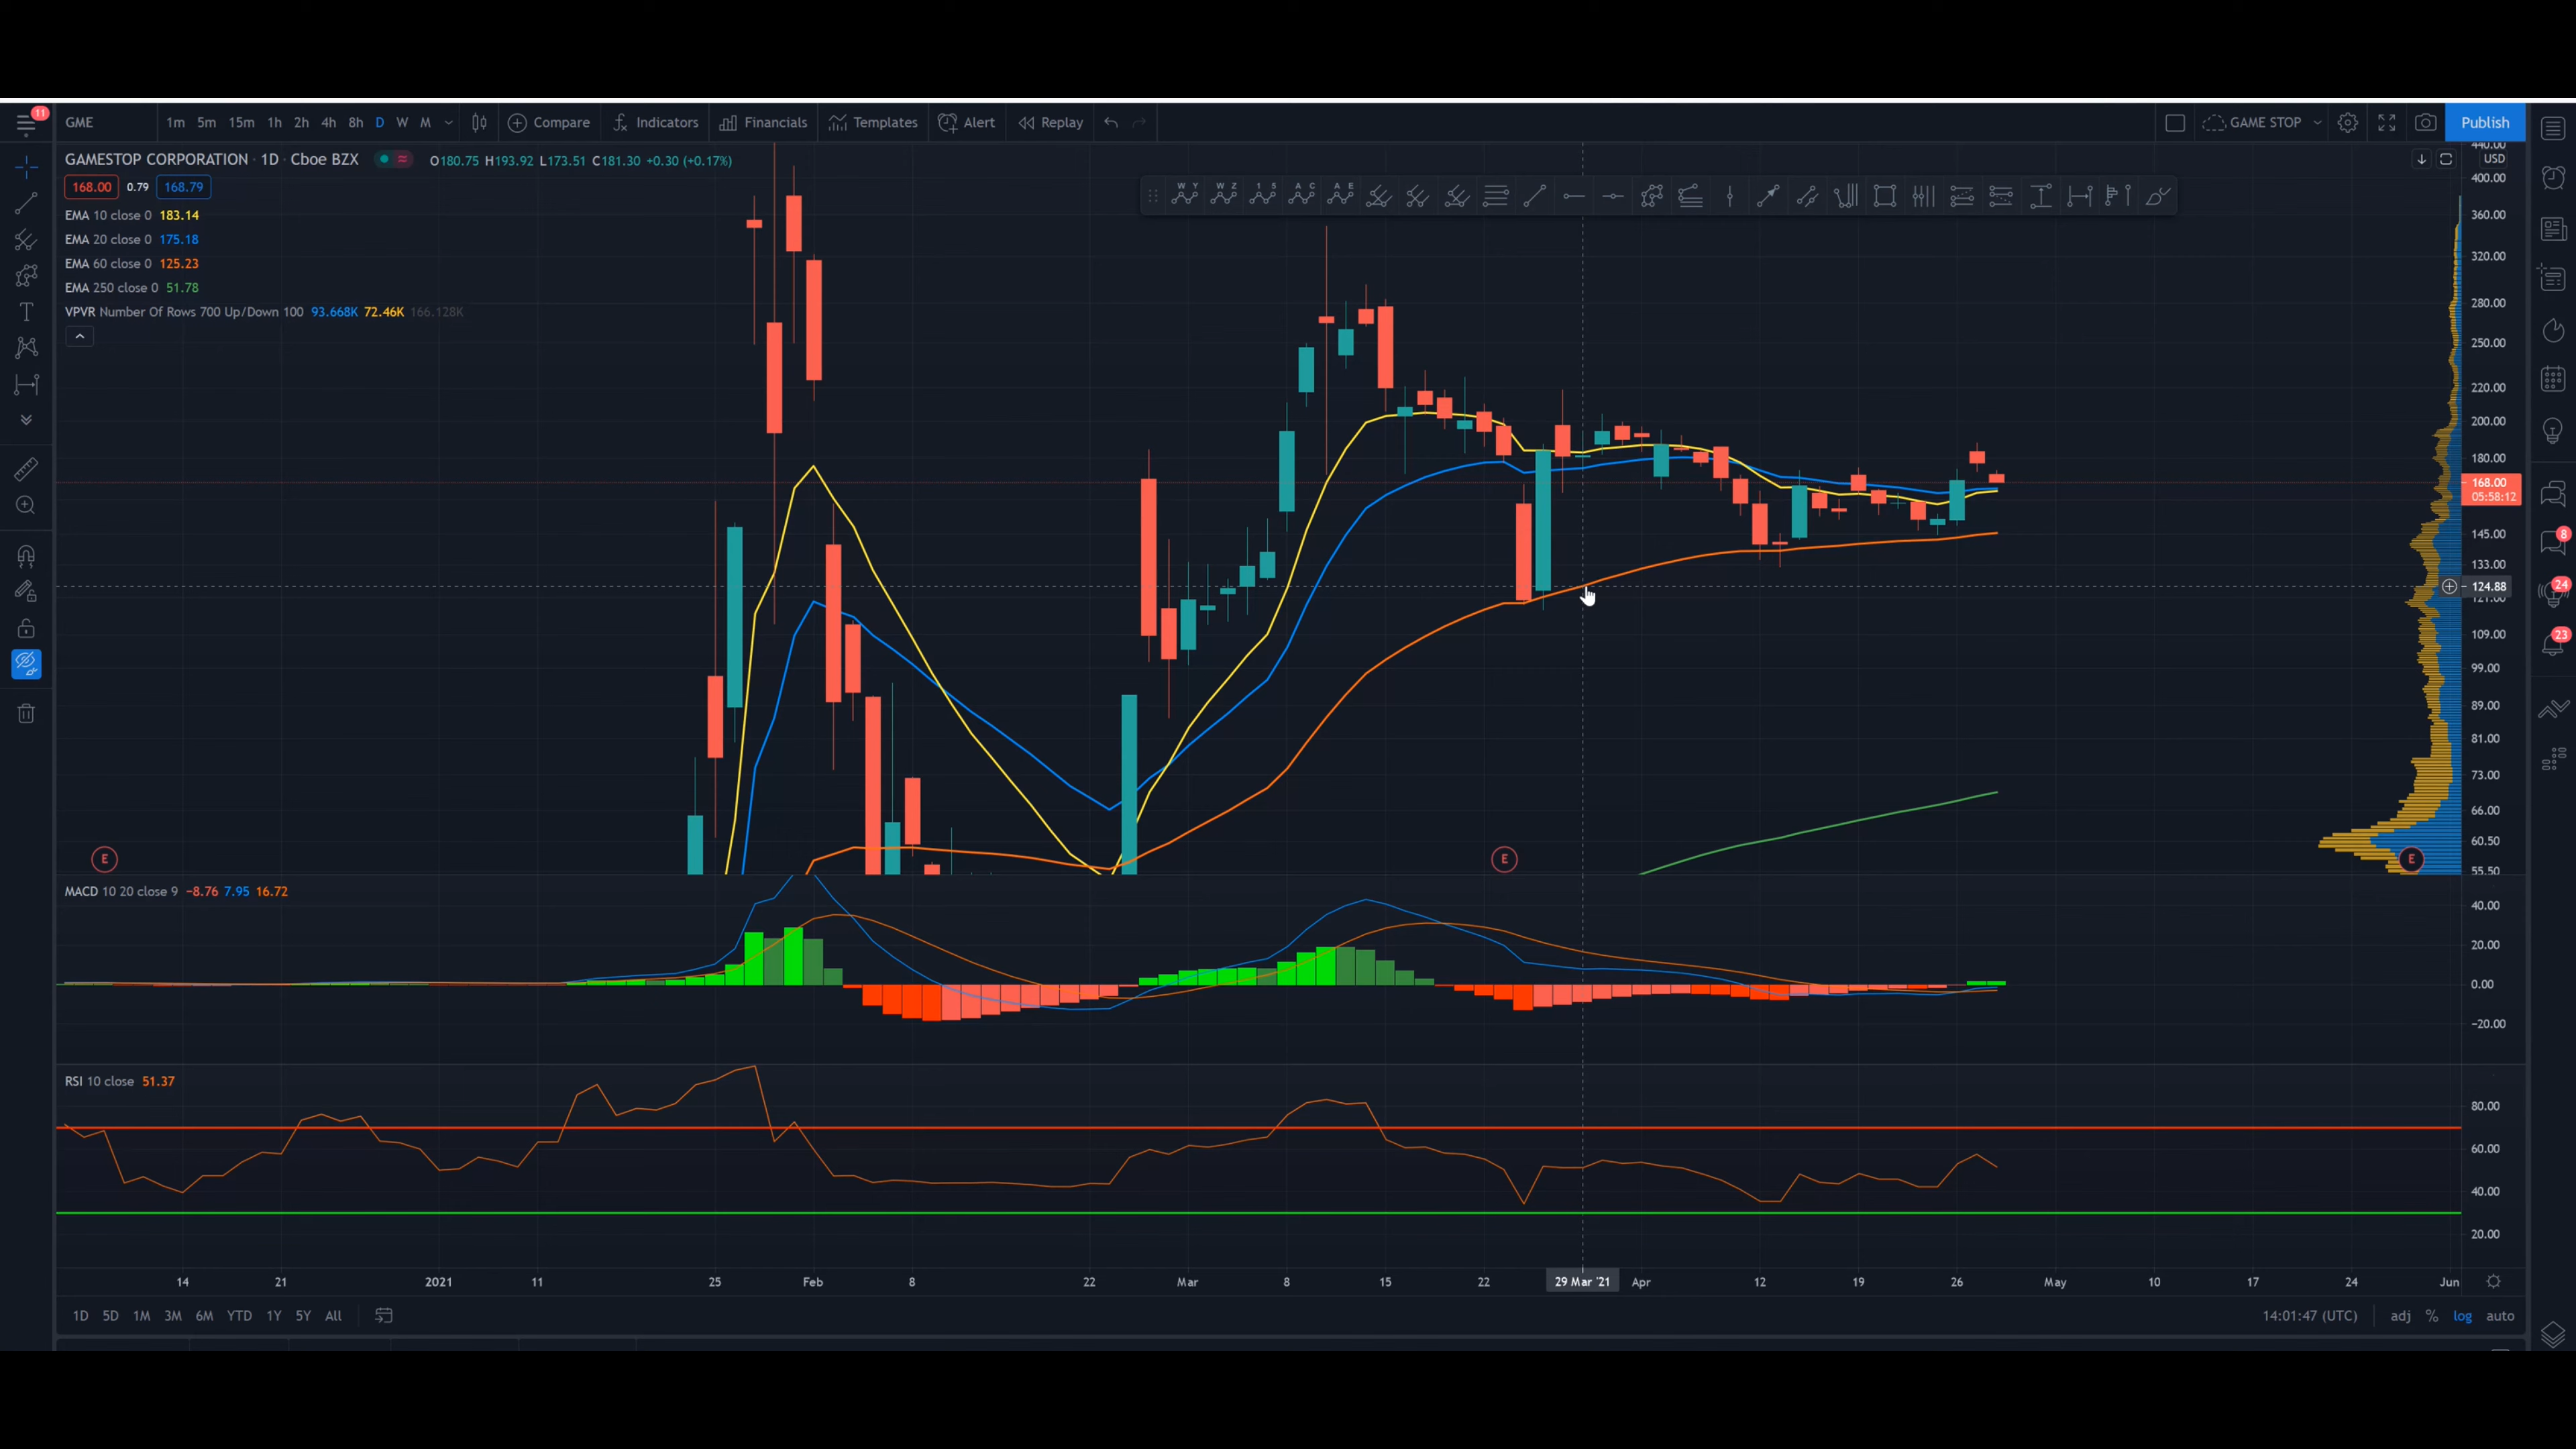 11
GME 1m 5m 15m 1h 2h 4h 8h D W M Compare Indicators Financials Templates Alert Replay GAME STOP Publish
GAMESTOP CORPORATION · 1D · Cboe BZX O180.75 H193.92 L173.51 C181.30 +0.30 (+0.17%)
168.00 0.79 168.79
EMA 10 close 0 183.14
EMA 20 close 0 175.18
EMA 60 close 0 125.23
EMA 250 close 0 51.78
VPVR Number Of Rows 700 Up/Down 100 93.668K 72.46K 166.128K
W Y
W Z
1 5
A C
A E
T
440.00
USD
400.00
360.00
320.00
280.00
250.00
220.00
200.00
180.00
168.00
05:58:12
145.00
133.00
124.88
121.00
109.00
99.00
89.00
81.00
73.00
66.00
60.50
55.50
8
24
23
E
E
E
MACD 10 20 close 9 −8.76 7.95 16.72
40.00
20.00
0.00
−20.00
RSI 10 close 51.37
80.00
60.00
40.00
20.00
14 21 2021 11 25 Feb 8 22 Mar 8 15 22 29 Mar '21 Apr 12 19 26 May 10 17 24 Jun
1D 5D 1M 3M 6M YTD 1Y 5Y All 14:01:47 (UTC) adj % log auto